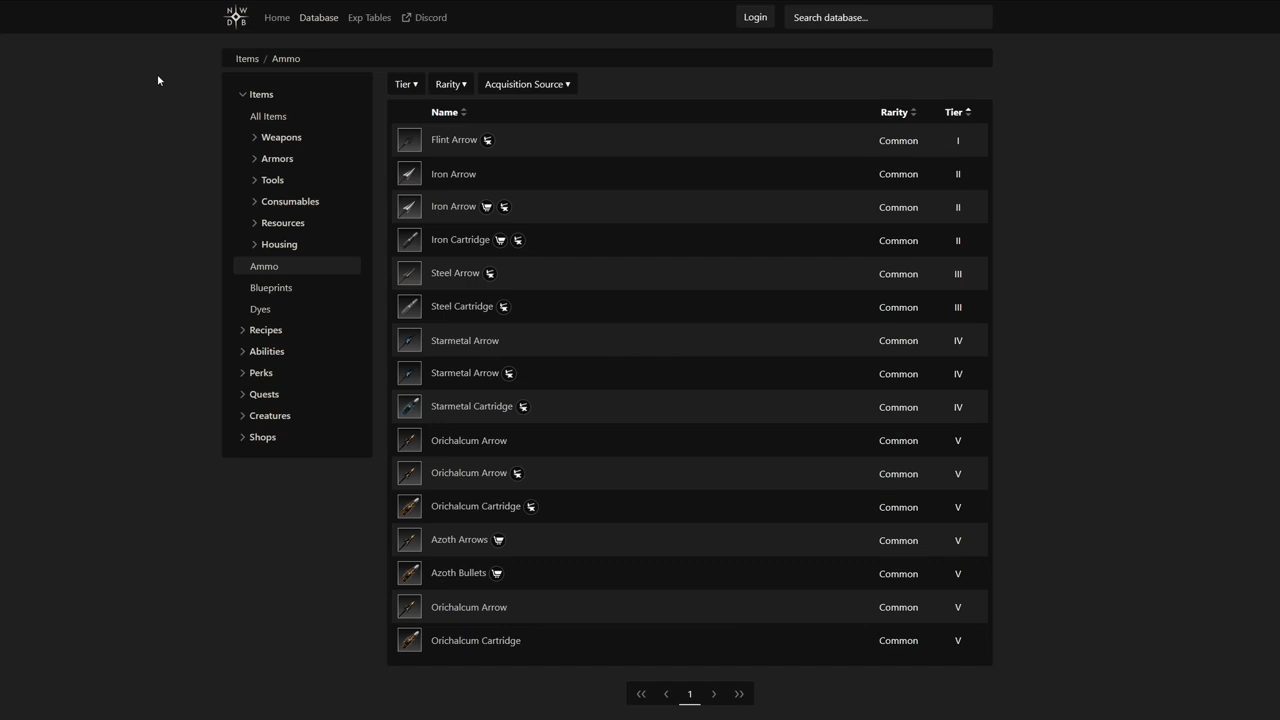 NW
DB
Home Database Exp Tables Discord
Login
Search database...
Items / Ammo
Items
All Items
Weapons
Armors
Tools
Consumables
Resources
Housing
Ammo
Blueprints
Dyes
Recipes
Abilities
Perks
Quests
Creatures
Shops
Tier Rarity Acquisition Source
Name Rarity Tier
Flint Arrow Common I
Iron Arrow Common II
Iron Arrow Common II
Iron Cartridge Common II
Steel Arrow Common III
Steel Cartridge Common III
Starmetal Arrow Common IV
Starmetal Arrow Common IV
Starmetal Cartridge Common IV
Orichalcum Arrow Common V
Orichalcum Arrow Common V
Orichalcum Cartridge Common V
Azoth Arrows Common V
Azoth Bullets Common V
Orichalcum Arrow Common V
Orichalcum Cartridge Common V
1